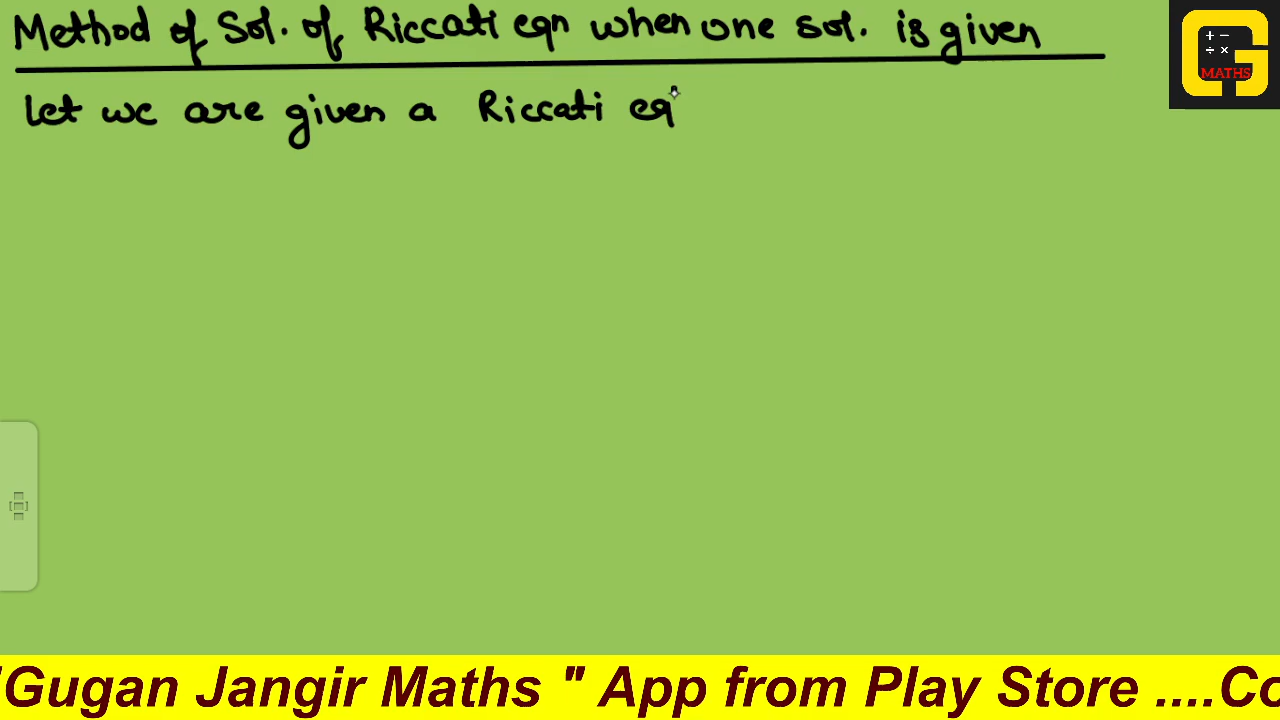 Method of Sol. of Riccati eqn when one sol. is given
+ -
÷ ×
MATHS
let we are given a Riccati eq
"Gugan Jangir Maths " App from Play Store ....Co